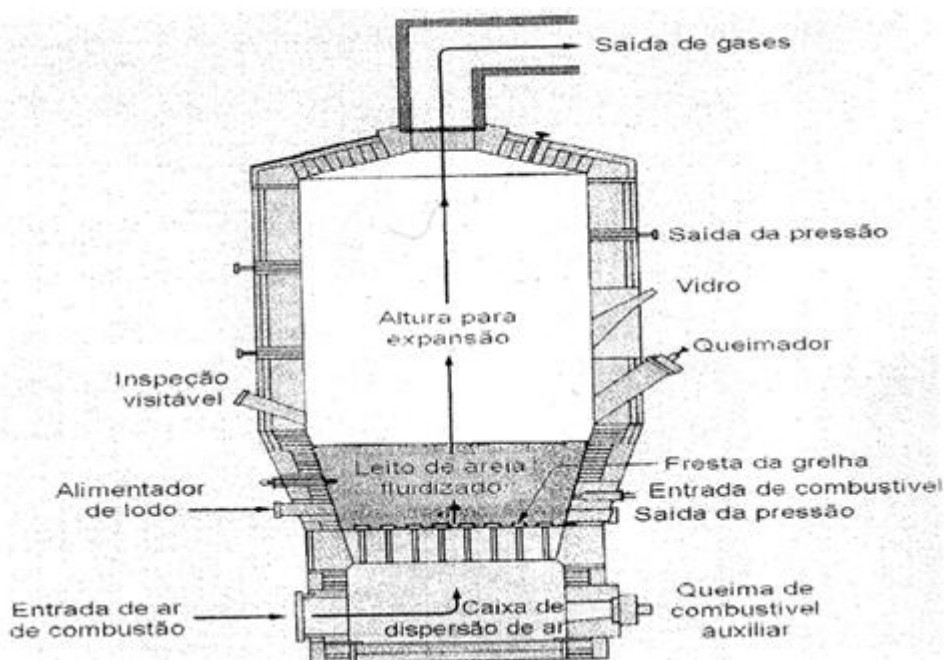 Saída de gases
Saída da pressão
Vidro
Altura para
expansão
Queimador
Inspeção
visitável
Leito de areia
fluidizado
Fresta da grelha
Alimentador
de lodo
Entrada de combustivel
Saída da pressão
Entrada de ar
de combustão
Caixa de
dispersão de ar
Queima de
combustivel
auxiliar